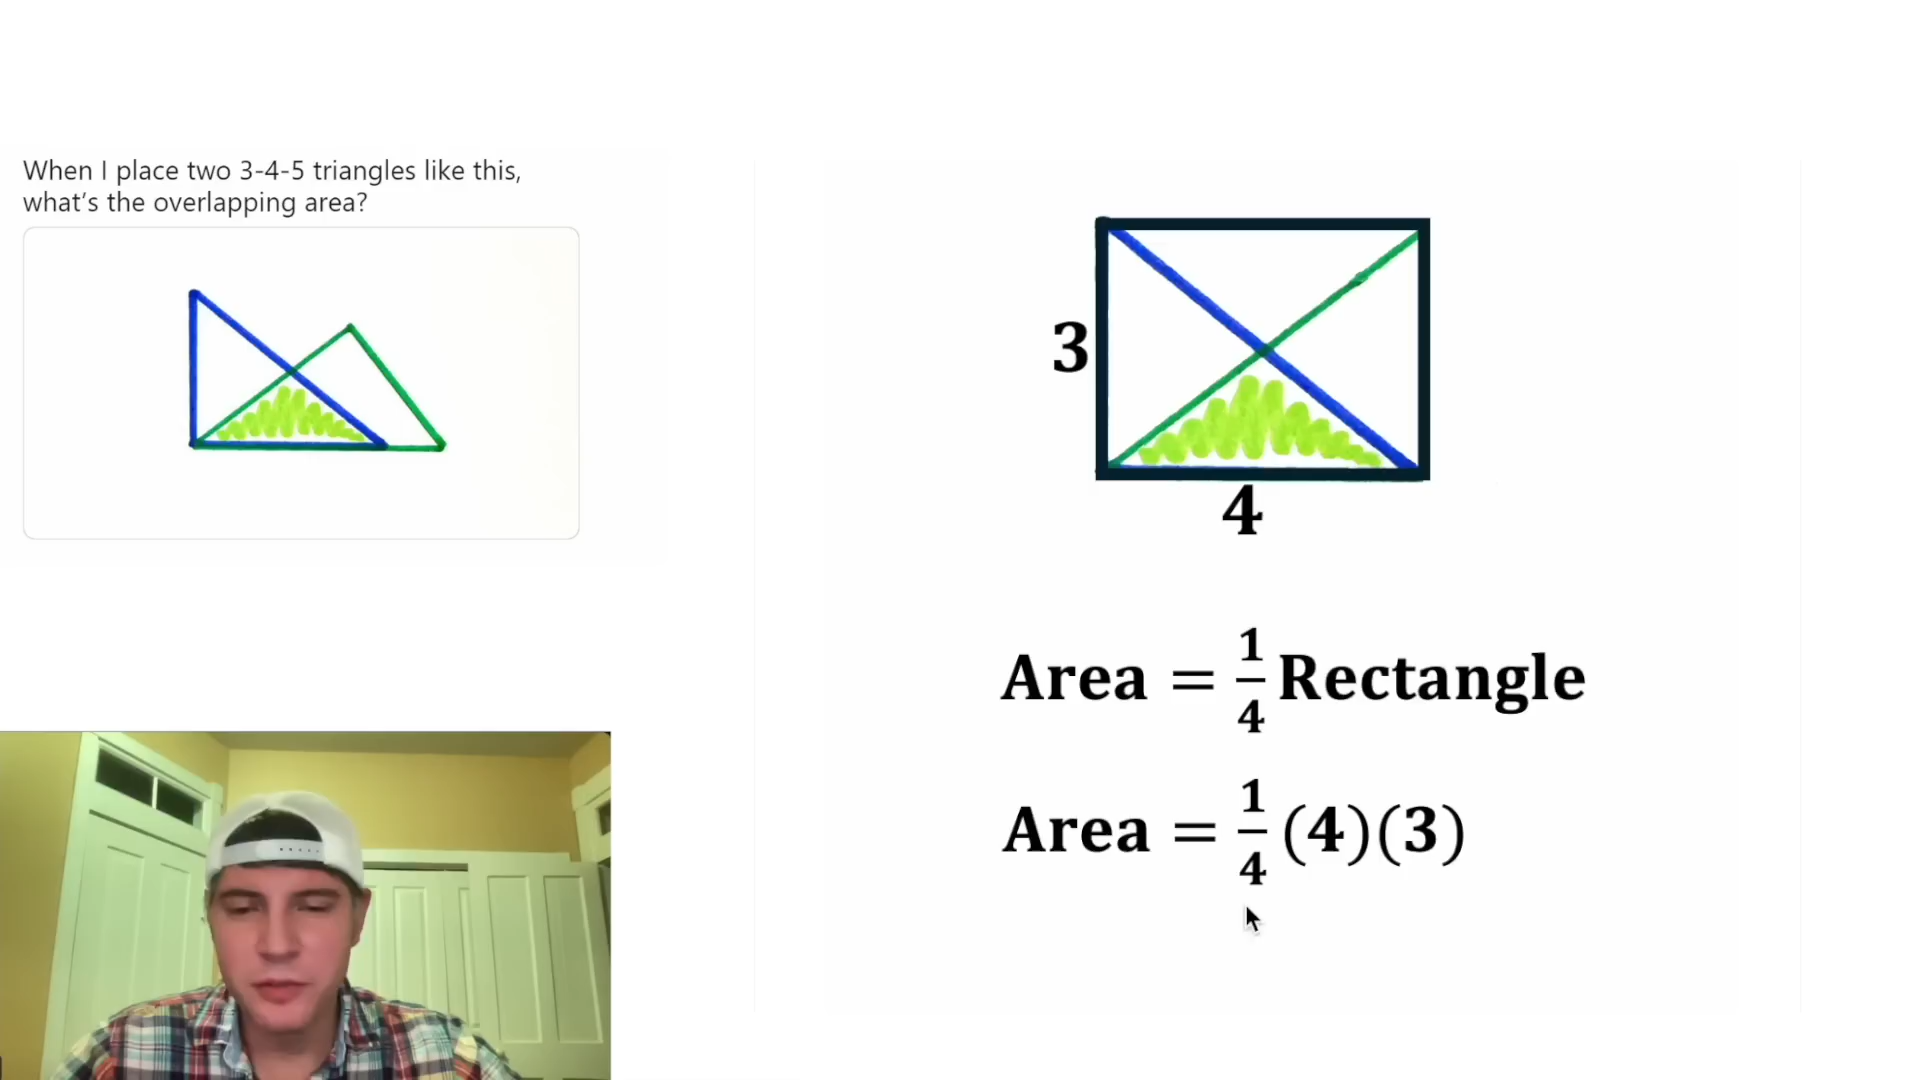 When I place two 3-4-5 triangles like this,
what's the overlapping area?
3
4
Area = 1/4 Rectangle
Area = 1/4 (4)(3)